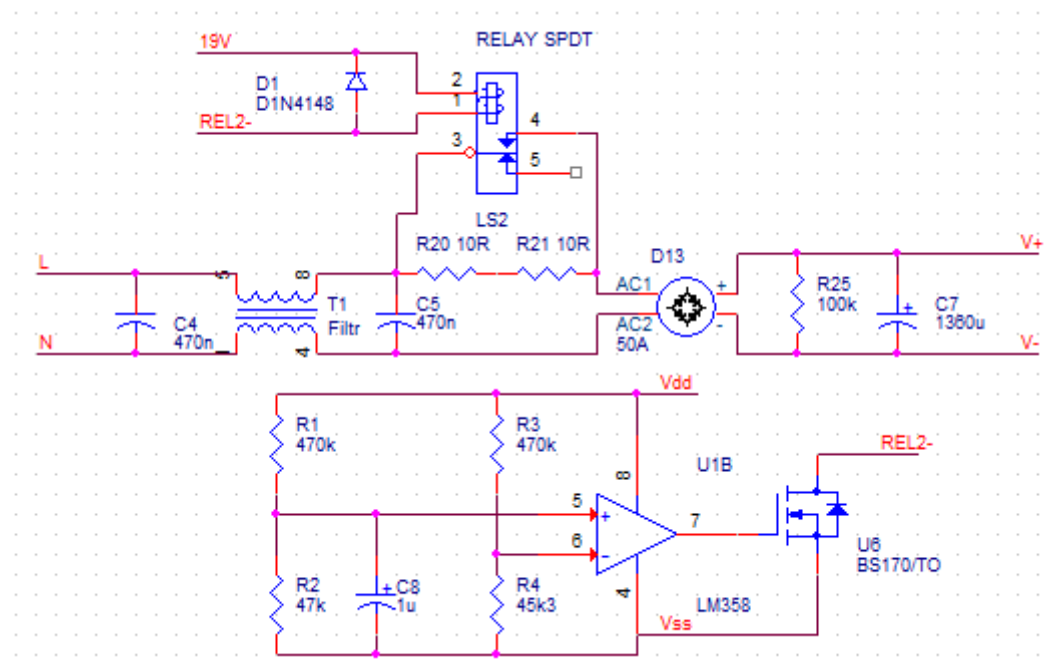 19V
RELAY SPDT
D1
D1N4148
2
1
REL2-
3
4
5
LS2
R20 10R
R21 10R
D13
V+
L
5
8
AC1
+
R25
100k
C4
470n
T1
Filtr
C5
470n
AC2
50A
-
+
C7
1360u
N
4
V-
Vdd
R1
470k
R3
470k
8
U1B
REL2-
5
+
7
6
-
U6
BS170/TO
R2
47k
+
C8
1u
R4
45k3
4
LM358
Vss